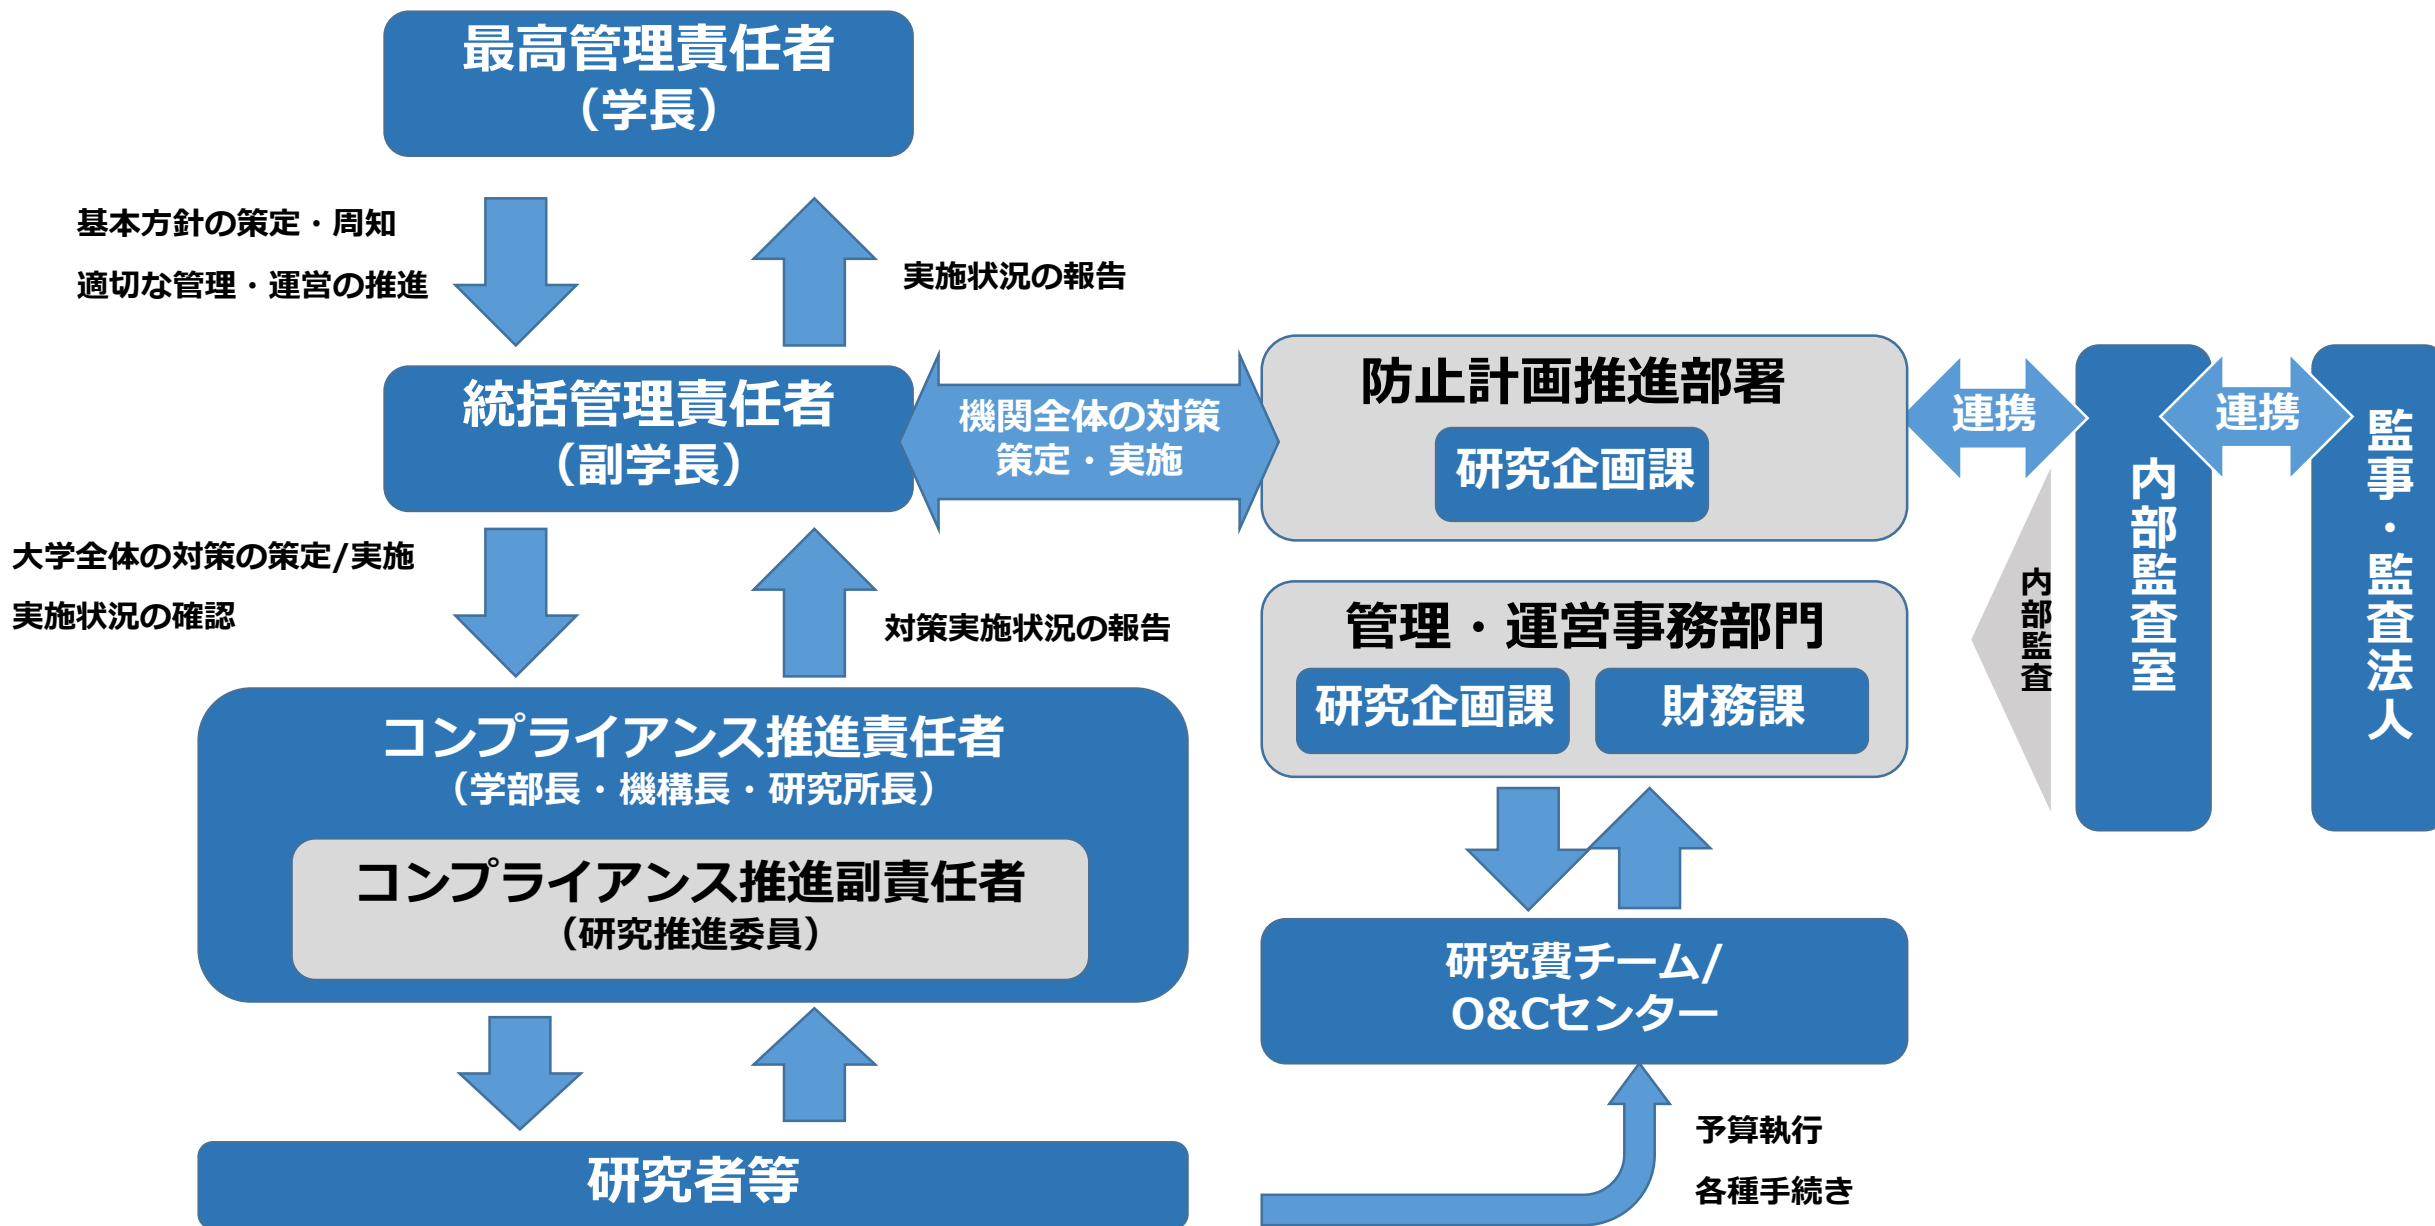 最高管理責任者
（学長）
基本方針の策定・周知
適切な管理・運営の推進
実施状況の報告
統括管理責任者
（副学長）
機関全体の対策
策定・実施
防止計画推進部署
研究企画課
連携
内部監査室
連携
監事・監査法人
大学全体の対策の策定/実施
実施状況の確認
対策実施状況の報告
管理・運営事務部門
研究企画課
財務課
内部監査
コンプライアンス推進責任者
（学部長・機構長・研究所長）
コンプライアンス推進副責任者
（研究推進委員）
研究費チーム/
O&Cセンター
研究者等
予算執行
各種手続き